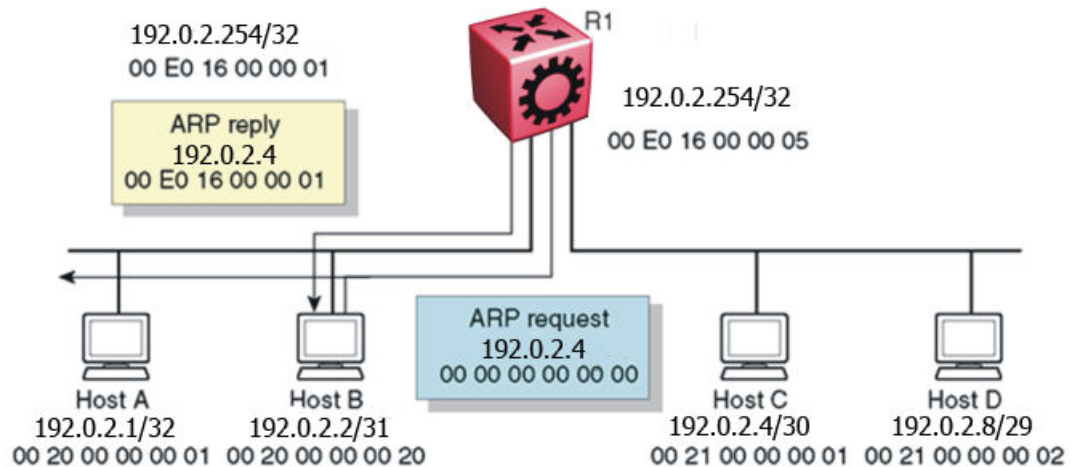 192.0.2.254/32
00 E0 16 00 00 01
ARP reply
192.0.2.4
00 E0 16 00 00 01
R1
192.0.2.254/32
00 E0 16 00 00 05
ARP request
192.0.2.4
00 00 00 00 00 00
Host A
192.0.2.1/32
00 20 00 00 00 01
Host B
192.0.2.2/31
00 20 00 00 00 20
Host C
192.0.2.4/30
00 21 00 00 00 01
Host D
192.0.2.8/29
00 21 00 00 00 02